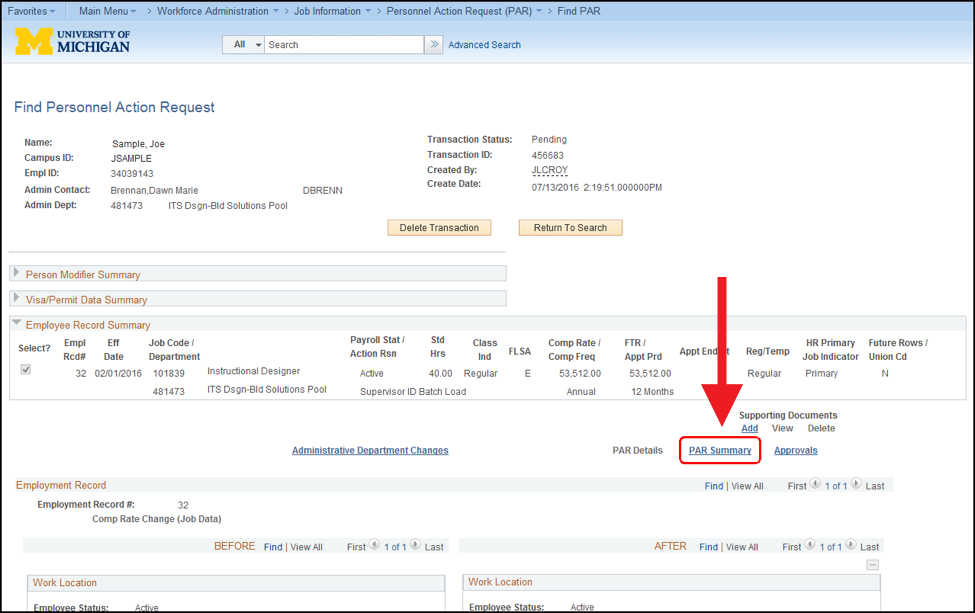 Favorites Main Menu > Workforce Administration > Job Information > Personnel Action Request (PAR) > Find PAR
M UNIVERSITY OF
MICHIGAN
All Search >> Advanced Search
Find Personnel Action Request
Name: Sample, Joe
Campus ID: JSAMPLE
Empl ID: 34039143
Admin Contact: Brennan,Dawn Marie DBRENN
Admin Dept: 481473 ITS Dsgn-Bld Solutions Pool
Transaction Status: Pending
Transaction ID: 456683
Created By: JLCROY
Create Date: 07/13/2016 2:19:51.000000PM
Delete Transaction Return To Search
Person Modifier Summary
Visa/Permit Data Summary
Employee Record Summary
Select? Empl Rcd# Eff Date Job Code / Department Payroll Stat / Action Rsn Std Hrs Class Ind FLSA Comp Rate / Comp Freq FTR / Appt Prd Appt End Reg/Temp HR Primary Job Indicator Future Rows / Union Cd
32 02/01/2016 101839 Instructional Designer Active 40.00 Regular E 53,512.00 53,512.00 Regular Primary N
481473 ITS Dsgn-Bld Solutions Pool Supervisor ID Batch Load Annual 12 Months
Supporting Documents
Add View Delete
Administrative Department Changes PAR Details PAR Summary Approvals
Employment Record Find | View All First 1 of 1 Last
Employment Record #: 32
Comp Rate Change (Job Data)
BEFORE Find | View All First 1 of 1 Last AFTER Find | View All First 1 of 1 Last
Work Location Work Location
Employee Status: Active Employee Status: Active